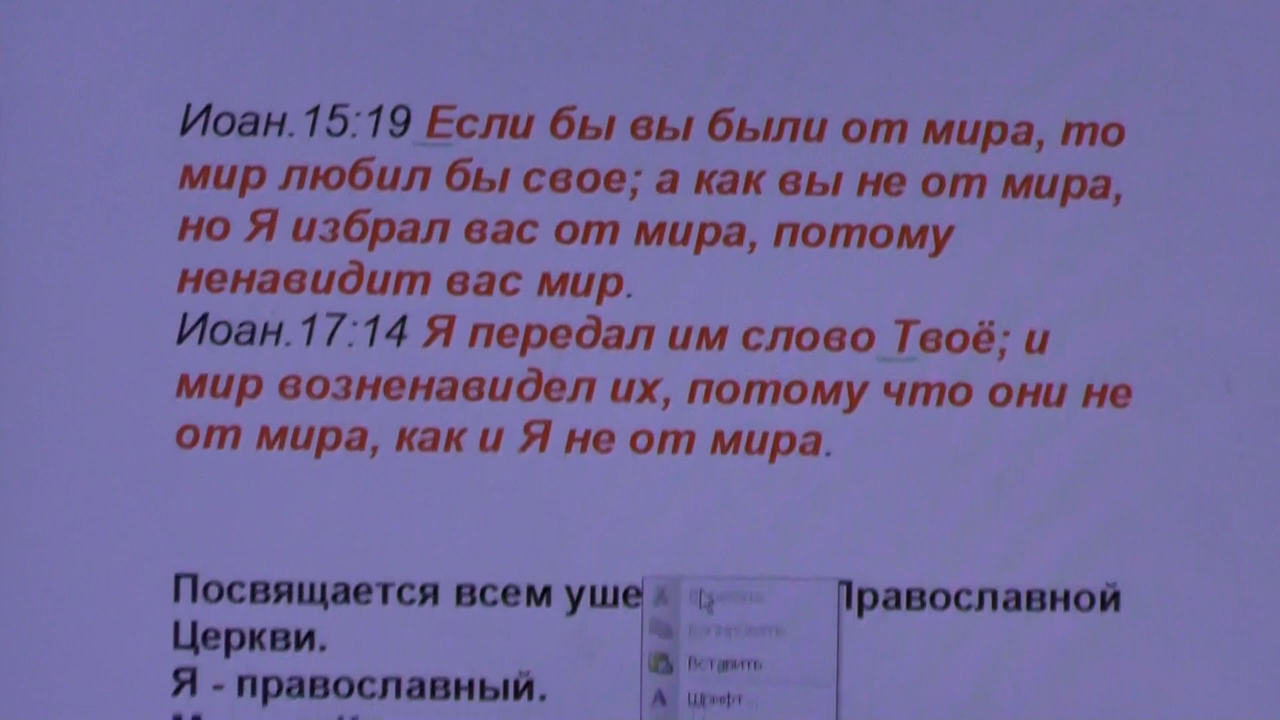 Иоан.15:19 Если бы вы были от мира, то
мир любил бы свое; а как вы не от мира,
но Я избрал вас от мира, потому
ненавидит вас мир.
Иоан.17:14 Я передал им слово Твоё; и
мир возненавидел их, потому что они не
от мира, как и Я не от мира.
Посвящается всем уше Православной
Церкви.
Я - православный.
Копировать
Вставить
Шрифт...